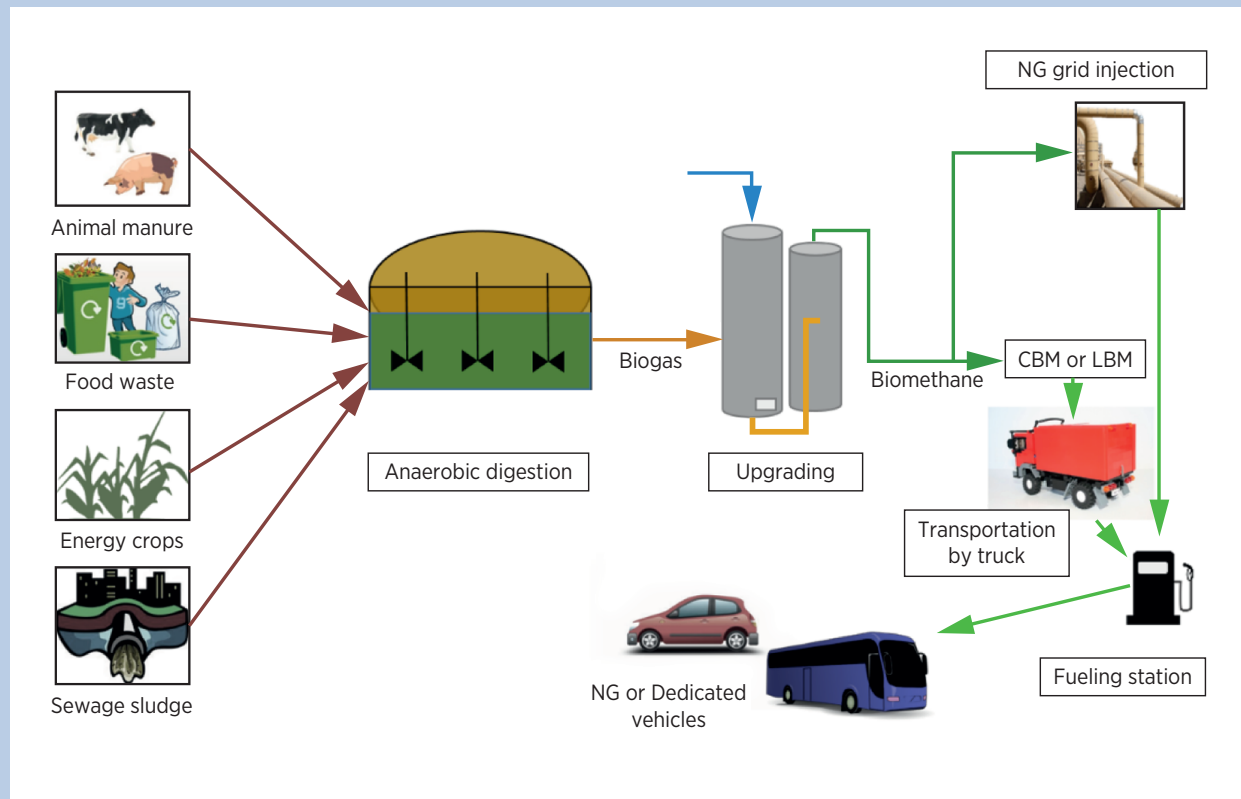 NG grid injection
Animal manure
Food waste
Energy crops
Sewage sludge
Anaerobic digestion
Biogas
Upgrading
Biomethane
CBM or LBM
Transportation
by truck
Fueling station
NG or Dedicated
vehicles